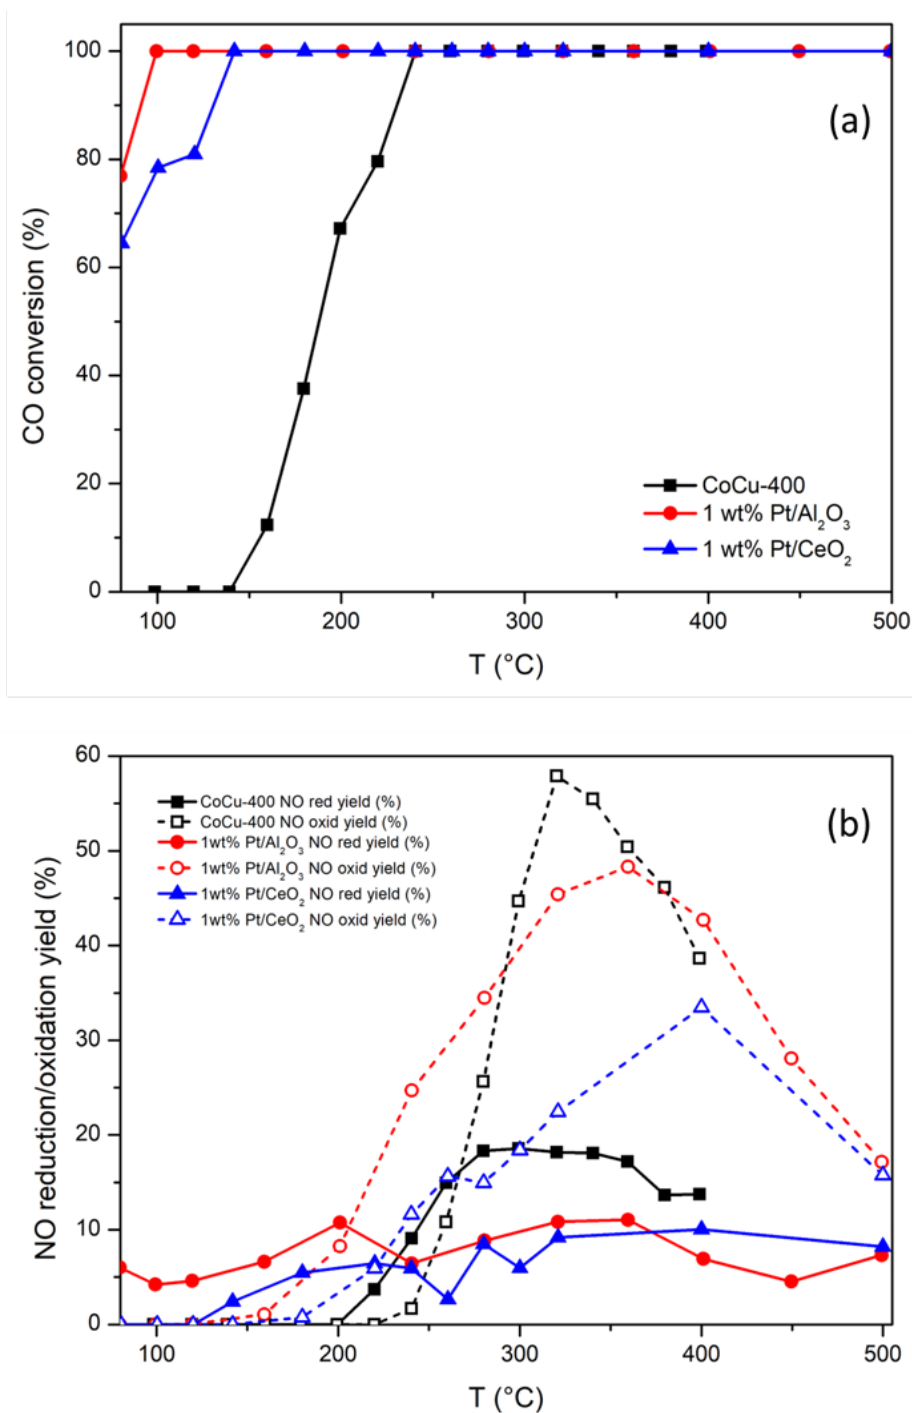 100
80
60
40
20
0
CO conversion (%)
(a)
CoCu-400
1 wt% Pt/Al₂O₃
1 wt% Pt/CeO₂
100
200
300
400
500
T (°C)
60
50
40
30
20
10
0
NO reduction/oxidation yield (%)
(b)
CoCu-400 NO red yield (%)
CoCu-400 NO oxid yield (%)
1wt% Pt/Al₂O₃ NO red yield (%)
1wt% Pt/Al₂O₃ NO oxid yield (%)
1wt% Pt/CeO₂ NO red yield (%)
1wt% Pt/CeO₂ NO oxid yield (%)
100
200
300
400
500
T (°C)